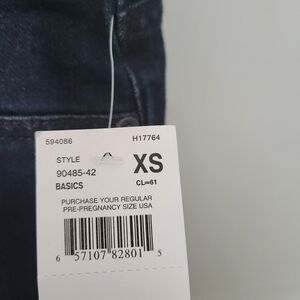 594086 H17764
STYLE
90485-42 XS
BASICS CL=61
PURCHASE YOUR REGULAR
PRE-PREGNANCY SIZE USA
6 57107 82801 5